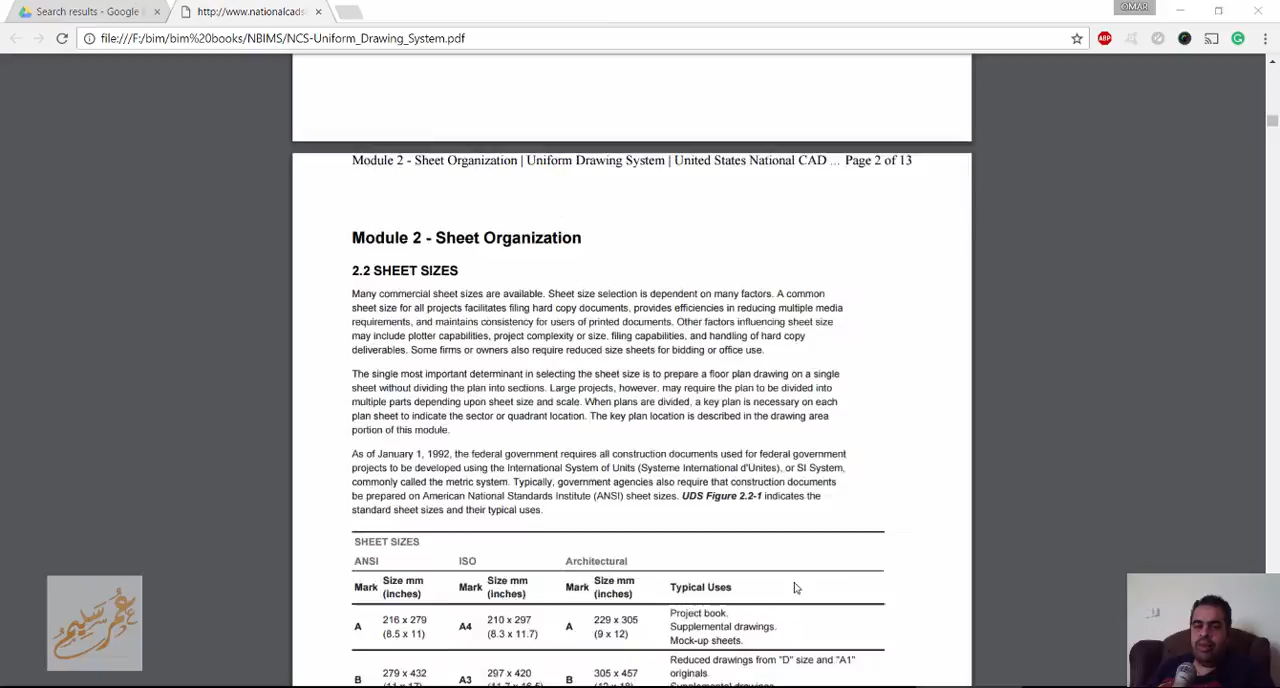 Search results - Google
http://www.nationalcads
OMAR
file:///F:/bim/bim%20books/NBIMS/NCS-Uniform_Drawing_System.pdf
ABP
Module 2 - Sheet Organization | Uniform Drawing System | United States National CAD ... Page 2 of 13
Module 2 - Sheet Organization
2.2 SHEET SIZES
Many commercial sheet sizes are available. Sheet size selection is dependent on many factors. A common
sheet size for all projects facilitates filing hard copy documents, provides efficiencies in reducing multiple media
requirements, and maintains consistency for users of printed documents. Other factors influencing sheet size
may include plotter capabilities, project complexity or size, filing capabilities, and handling of hard copy
deliverables. Some firms or owners also require reduced size sheets for bidding or office use.
The single most important determinant in selecting the sheet size is to prepare a floor plan drawing on a single
sheet without dividing the plan into sections. Large projects, however, may require the plan to be divided into
multiple parts depending upon sheet size and scale. When plans are divided, a key plan is necessary on each
plan sheet to indicate the sector or quadrant location. The key plan location is described in the drawing area
portion of this module.
As of January 1, 1992, the federal government requires all construction documents used for federal government
projects to be developed using the International System of Units (Systeme International d'Unites), or SI System,
commonly called the metric system. Typically, government agencies also require that construction documents
be prepared on American National Standards Institute (ANSI) sheet sizes. UDS Figure 2.2-1 indicates the
standard sheet sizes and their typical uses.
SHEET SIZES
ANSI ISO Architectural
Mark Size mm (inches) Mark Size mm (inches) Mark Size mm (inches) Typical Uses
A 216 x 279 (8.5 x 11) A4 210 x 297 (8.3 x 11.7) A 229 x 305 (9 x 12) Project book.
Supplemental drawings.
Mock-up sheets.
B 279 x 432 A3 297 x 420 B 305 x 457 Reduced drawings from "D" size and "A1"
originals.
عمر سليم